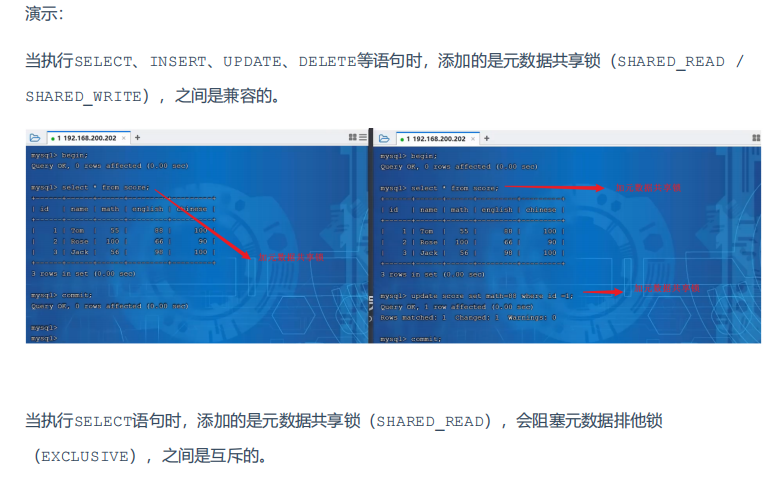 演示：
当执行SELECT、INSERT、UPDATE、DELETE等语句时，添加的是元数据共享锁（SHARED_READ /
SHARED_WRITE），之间是兼容的。
1 192.168.200.202 × +
mysql> begin;
Query OK, 0 rows affected (0.00 sec)
mysql> select * from score;
| id | name | math | english | chinese |
| 1 | Tom | 55 | 88 | 100 |
| 2 | Rose | 100 | 66 | 90 |
| 3 | Jack | 56 | 98 | 100 |
3 rows in set (0.00 sec)
mysql> commit;
Query OK, 0 rows affected (0.00 sec)
mysql>
mysql>
1 192.168.200.202 × +
mysql> begin;
Query OK, 0 rows affected (0.00 sec)
mysql> select * from score;
| id | name | math | english | chinese |
| 1 | Tom | 55 | 88 | 100 |
| 2 | Rose | 100 | 66 | 90 |
| 3 | Jack | 56 | 98 | 100 |
3 rows in set (0.00 sec)
mysql> update score set math=88 where id =1;
Query OK, 1 row affected (0.00 sec)
Rows matched: 1 Changed: 1 Warnings: 0
mysql> commit;
当执行SELECT语句时，添加的是元数据共享锁（SHARED_READ），会阻塞元数据排他锁
（EXCLUSIVE），之间是互斥的。